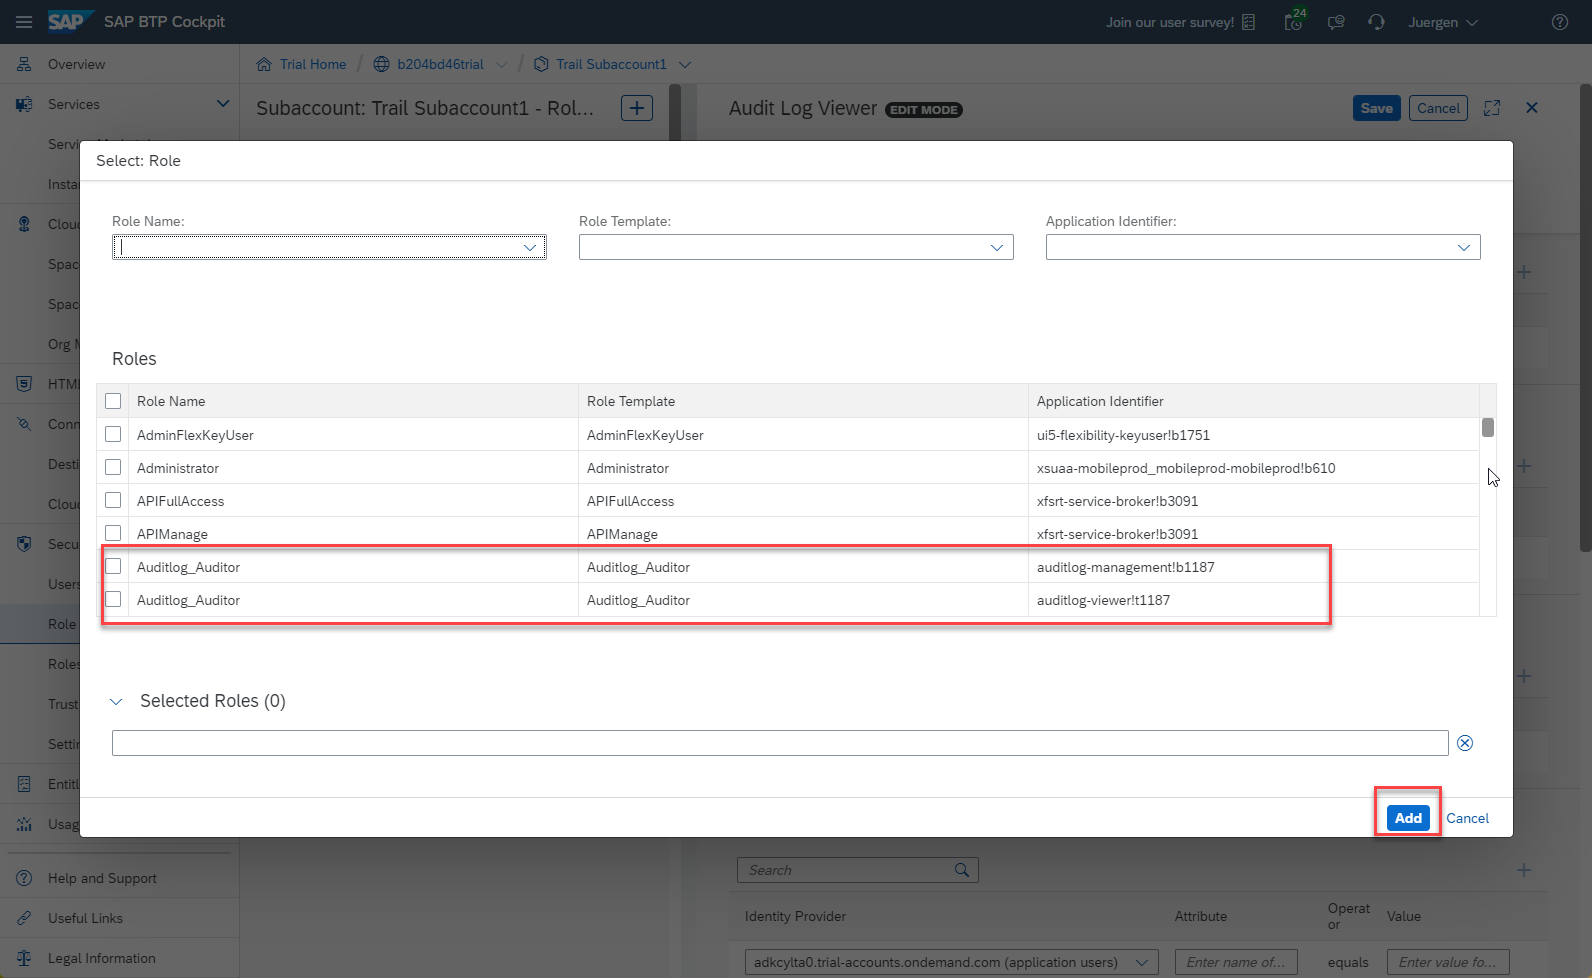 SAP SAP BTP Cockpit
Join our user survey! 24 Juergen
Overview
Trial Home / b204bd46trial / Trail Subaccount1
Services
Subaccount: Trail Subaccount1 - Rol...
Audit Log Viewer EDIT MODE
Save Cancel
Select: Role
Role Name: Role Template: Application Identifier:
Roles
Role Name Role Template Application Identifier
AdminFlexKeyUser AdminFlexKeyUser ui5-flexibility-keyuser!b1751
Administrator Administrator xsuaa-mobileprod_mobileprod-mobileprod!b610
APIFullAccess APIFullAccess xfsrt-service-broker!b3091
APIManage APIManage xfsrt-service-broker!b3091
Auditlog_Auditor Auditlog_Auditor auditlog-management!b1187
Auditlog_Auditor Auditlog_Auditor auditlog-viewer!t1187
Selected Roles (0)
Add Cancel
Insta
Clou
Spac
Spac
Org
HTM
Conn
Desti
Clou
Secu
Users
Role
Roles
Trust
Settin
Entitl
Usag
Help and Support
Useful Links
Legal Information
Search
Identity Provider Attribute Operat
or Value
adkcylta0.trial-accounts.ondemand.com (application users) Enter name of... equals Enter value fo...